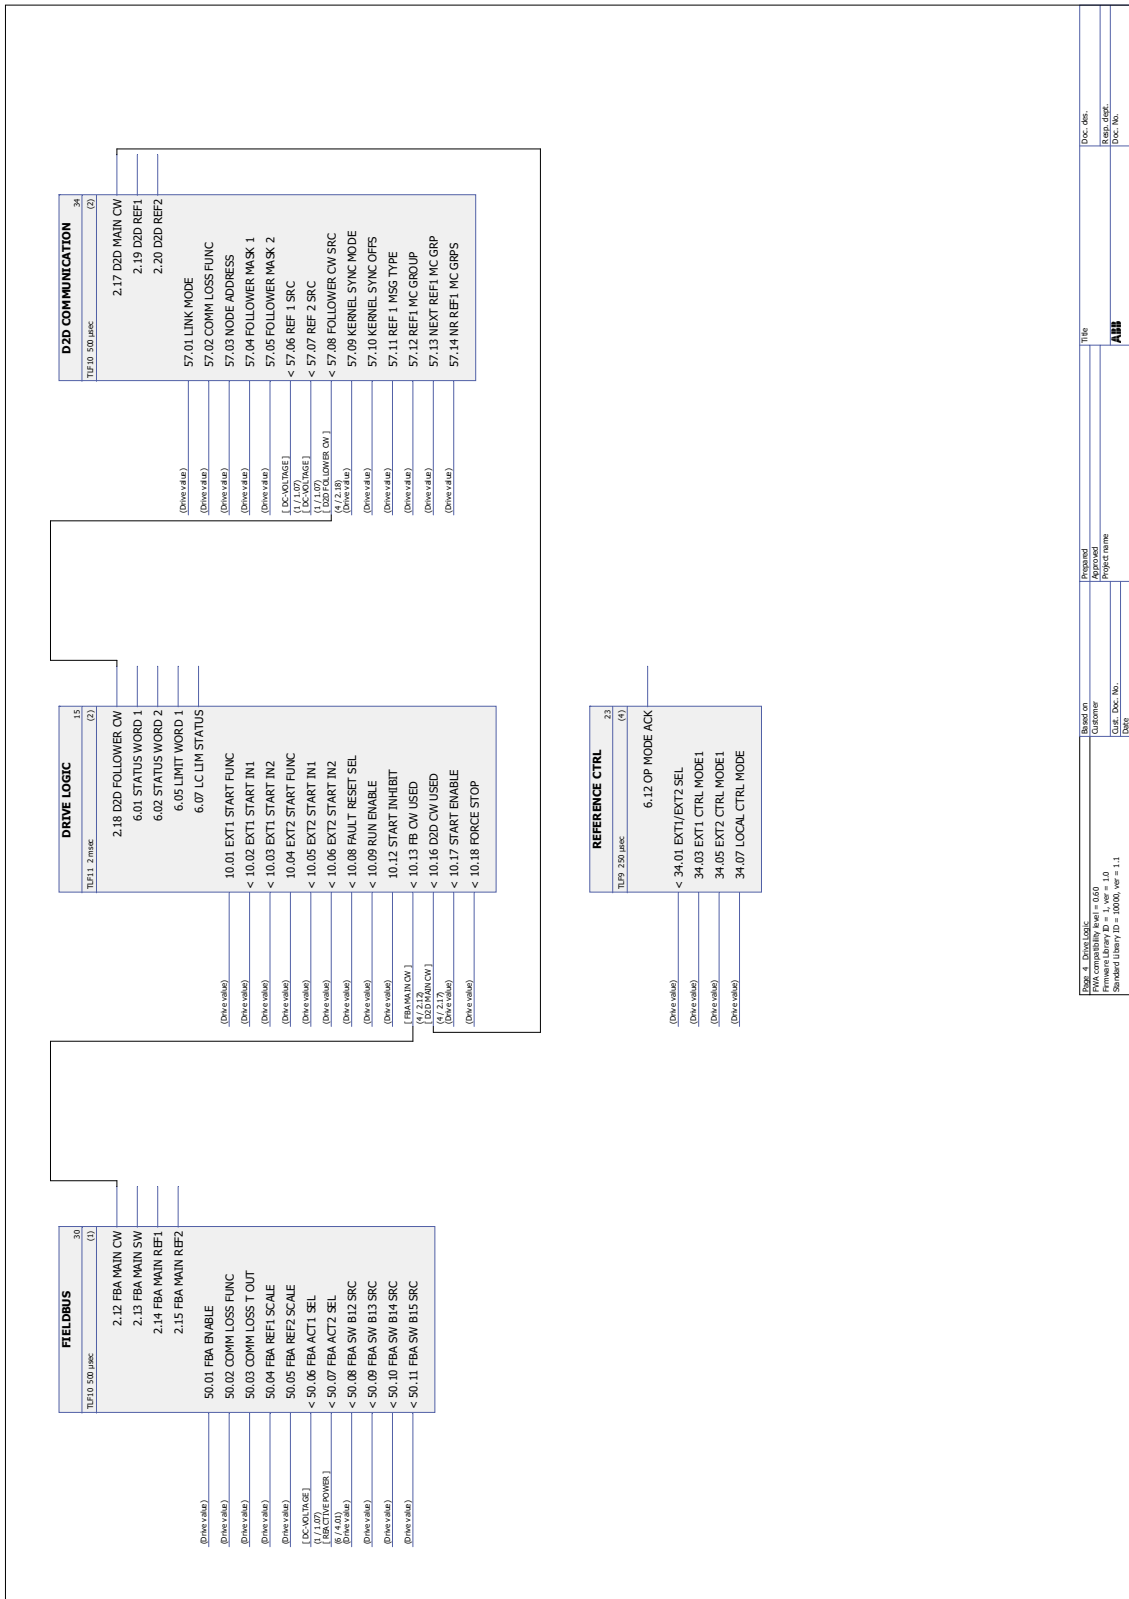 FIELDBUS
30
TLF10 500 µsec
(1)
2.12 FBA MAIN CW
2.13 FBA MAIN SW
2.14 FBA MAIN REF1
2.15 FBA MAIN REF2
(Drive value)
50.01 FBA ENABLE
(Drive value)
50.02 COMM LOSS FUNC
(Drive value)
50.03 COMM LOSS T OUT
(Drive value)
50.04 FBA REF1 SCALE
(Drive value)
50.05 FBA REF2 SCALE
[ DC-VOLTAGE ]
(1 / 1.07)
< 50.06 FBA ACT1 SEL
[ REACTIVE POWER ]
(6 / 4.01)
< 50.07 FBA ACT2 SEL
(Drive value)
< 50.08 FBA SW B12 SRC
(Drive value)
< 50.09 FBA SW B13 SRC
(Drive value)
< 50.10 FBA SW B14 SRC
(Drive value)
< 50.11 FBA SW B15 SRC
DRIVE LOGIC
15
TLF11 2 msec
(2)
2.18 D2D FOLLOWER CW
6.01 STATUS WORD 1
6.02 STATUS WORD 2
6.05 LIMIT WORD 1
6.07 LC LIM STATUS
(Drive value)
10.01 EXT1 START FUNC
(Drive value)
< 10.02 EXT1 START IN1
(Drive value)
< 10.03 EXT1 START IN2
(Drive value)
10.04 EXT2 START FUNC
(Drive value)
< 10.05 EXT2 START IN1
(Drive value)
< 10.06 EXT2 START IN2
(Drive value)
< 10.08 FAULT RESET SEL
(Drive value)
< 10.09 RUN ENABLE
(Drive value)
10.12 START INHIBIT
[ FBA MAIN CW ]
(4 / 2.12)
< 10.13 FB CW USED
[ D2D MAIN CW ]
(4 / 2.17)
< 10.16 D2D CW USED
(Drive value)
< 10.17 START ENABLE
(Drive value)
< 10.18 FORCE STOP
D2D COMMUNICATION
34
TLF10 500 µsec
(2)
2.17 D2D MAIN CW
2.19 D2D REF1
2.20 D2D REF2
(Drive value)
57.01 LINK MODE
(Drive value)
57.02 COMM LOSS FUNC
(Drive value)
57.03 NODE ADDRESS
(Drive value)
57.04 FOLLOWER MASK 1
(Drive value)
57.05 FOLLOWER MASK 2
[ DC-VOLTAGE ]
(1 / 1.07)
< 57.06 REF 1 SRC
[ DC-VOLTAGE ]
(1 / 1.07)
< 57.07 REF 2 SRC
[ D2D FOLLOWER CW ]
(4 / 2.18)
< 57.08 FOLLOWER CW SRC
(Drive value)
57.09 KERNEL SYNC MODE
(Drive value)
57.10 KERNEL SYNC OFFS
(Drive value)
57.11 REF 1 MSG TYPE
(Drive value)
57.12 REF1 MC GROUP
(Drive value)
57.13 NEXT REF1 MC GRP
(Drive value)
57.14 NR REF1 MC GRPS
REFERENCE CTRL
23
TLF9 250 µsec
(4)
6.12 OP MODE ACK
(Drive value)
< 34.01 EXT1/EXT2 SEL
(Drive value)
34.03 EXT1 CTRL MODE1
(Drive value)
34.05 EXT2 CTRL MODE1
(Drive value)
34.07 LOCAL CTRL MODE
Page 4 Drive Logic
FWA compatibility level = 0.60
Firmware Library ID = 1, ver = 1.0
Standard Library ID = 10000, ver = 1.1
Based on
Customer
Cust. Doc. No.
Date
Prepared
Approved
Project name
Title
ABB
Doc. des.
Resp. dept.
Doc. No.